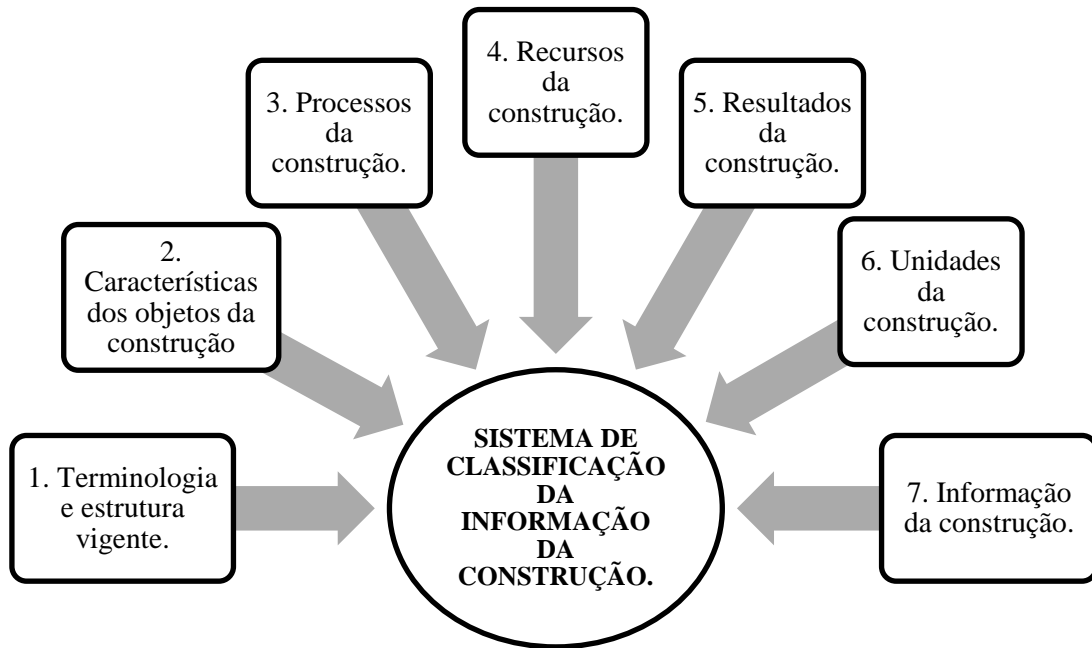 1. Terminologia
e estrutura
vigente.
2.
Característicås
dos objetos da
construção
3. Processos
da
construção.
4. Recursos
da
construção.
5. Resultados
da
construção.
6. Unidades
da
construção.
7. Informação
da construção.
SISTEMA DE
CLASSIFICAÇÃO
DA
INFORMAÇÃO
DA
CONSTRUÇÃO.